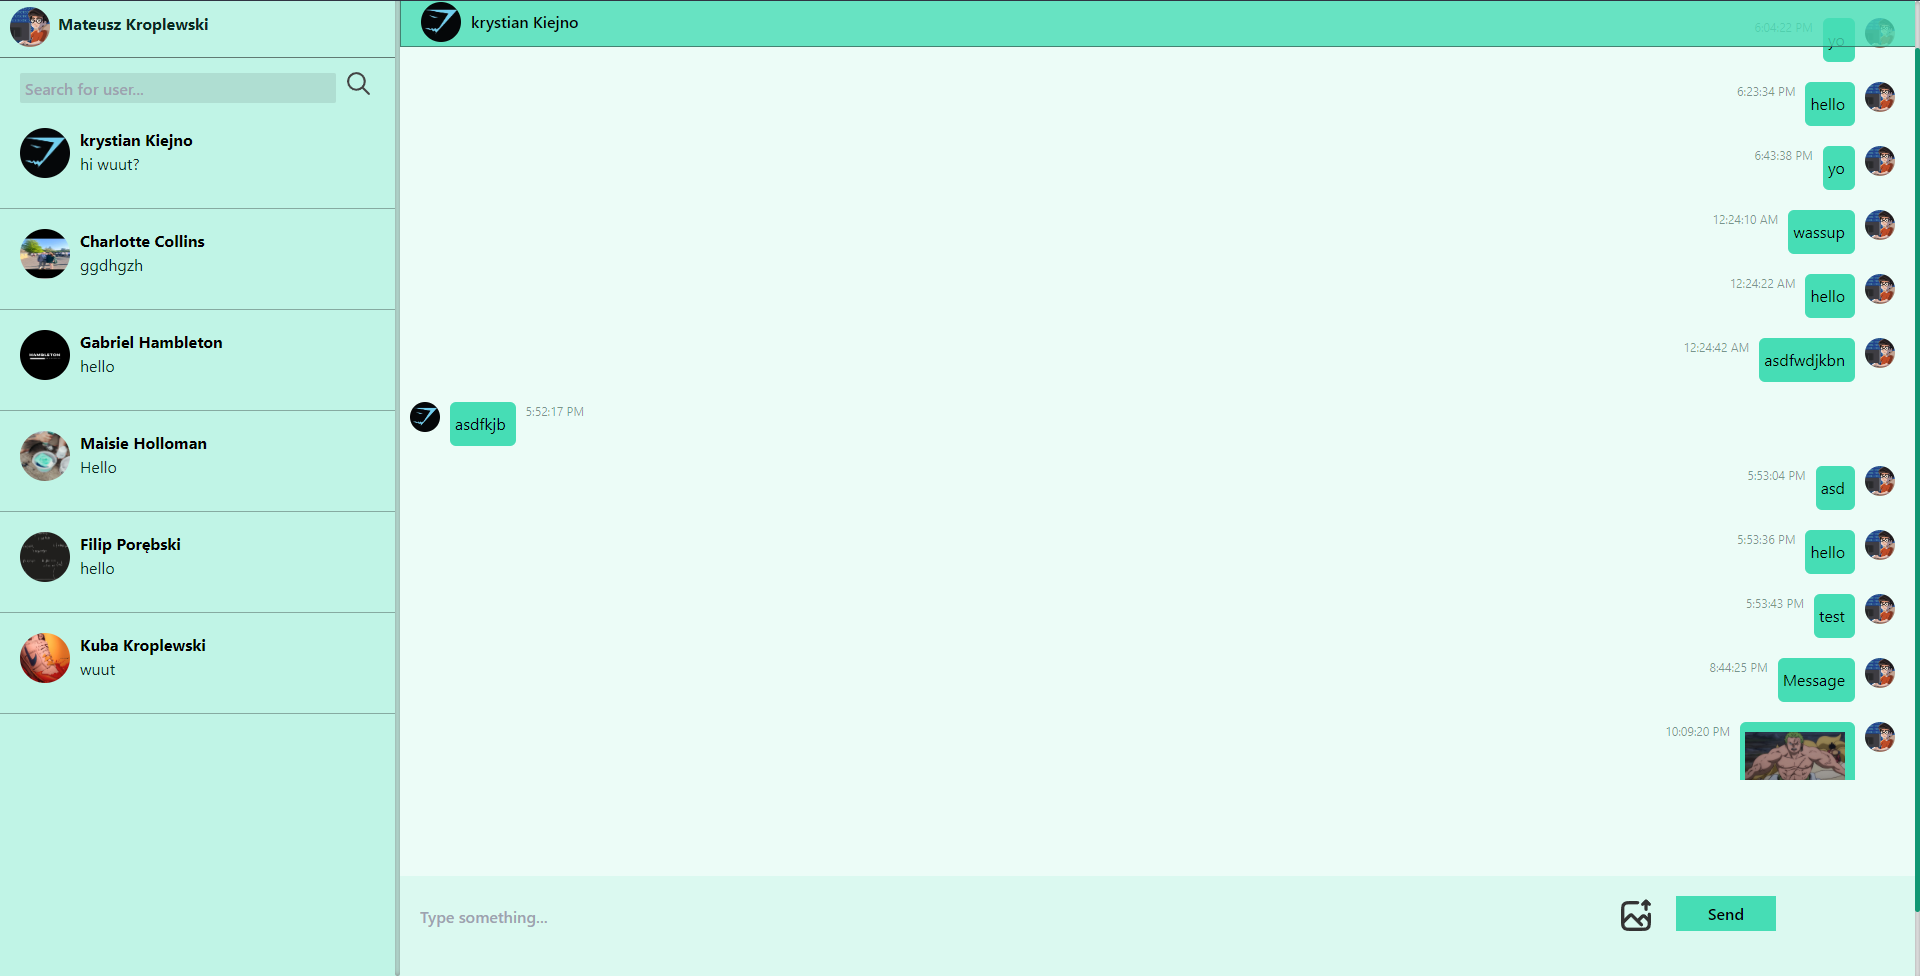 Mateusz Kroplewski
Search for user...
krystian Kiejno
hi wuut?
Charlotte Collins
ggdhgzh
Gabriel Hambleton
hello
Maisie Holloman
Hello
Filip Porębski
hello
Kuba Kroplewski
wuut
krystian Kiejno
6:04:22 PM
yo
6:23:34 PM
hello
6:43:38 PM
yo
12:24:10 AM
wassup
12:24:22 AM
hello
12:24:42 AM
asdfwdjkbn
asdfkjb
5:52:17 PM
5:53:04 PM
asd
5:53:36 PM
hello
5:53:43 PM
test
8:44:25 PM
Message
10:09:20 PM
Type something...
Send